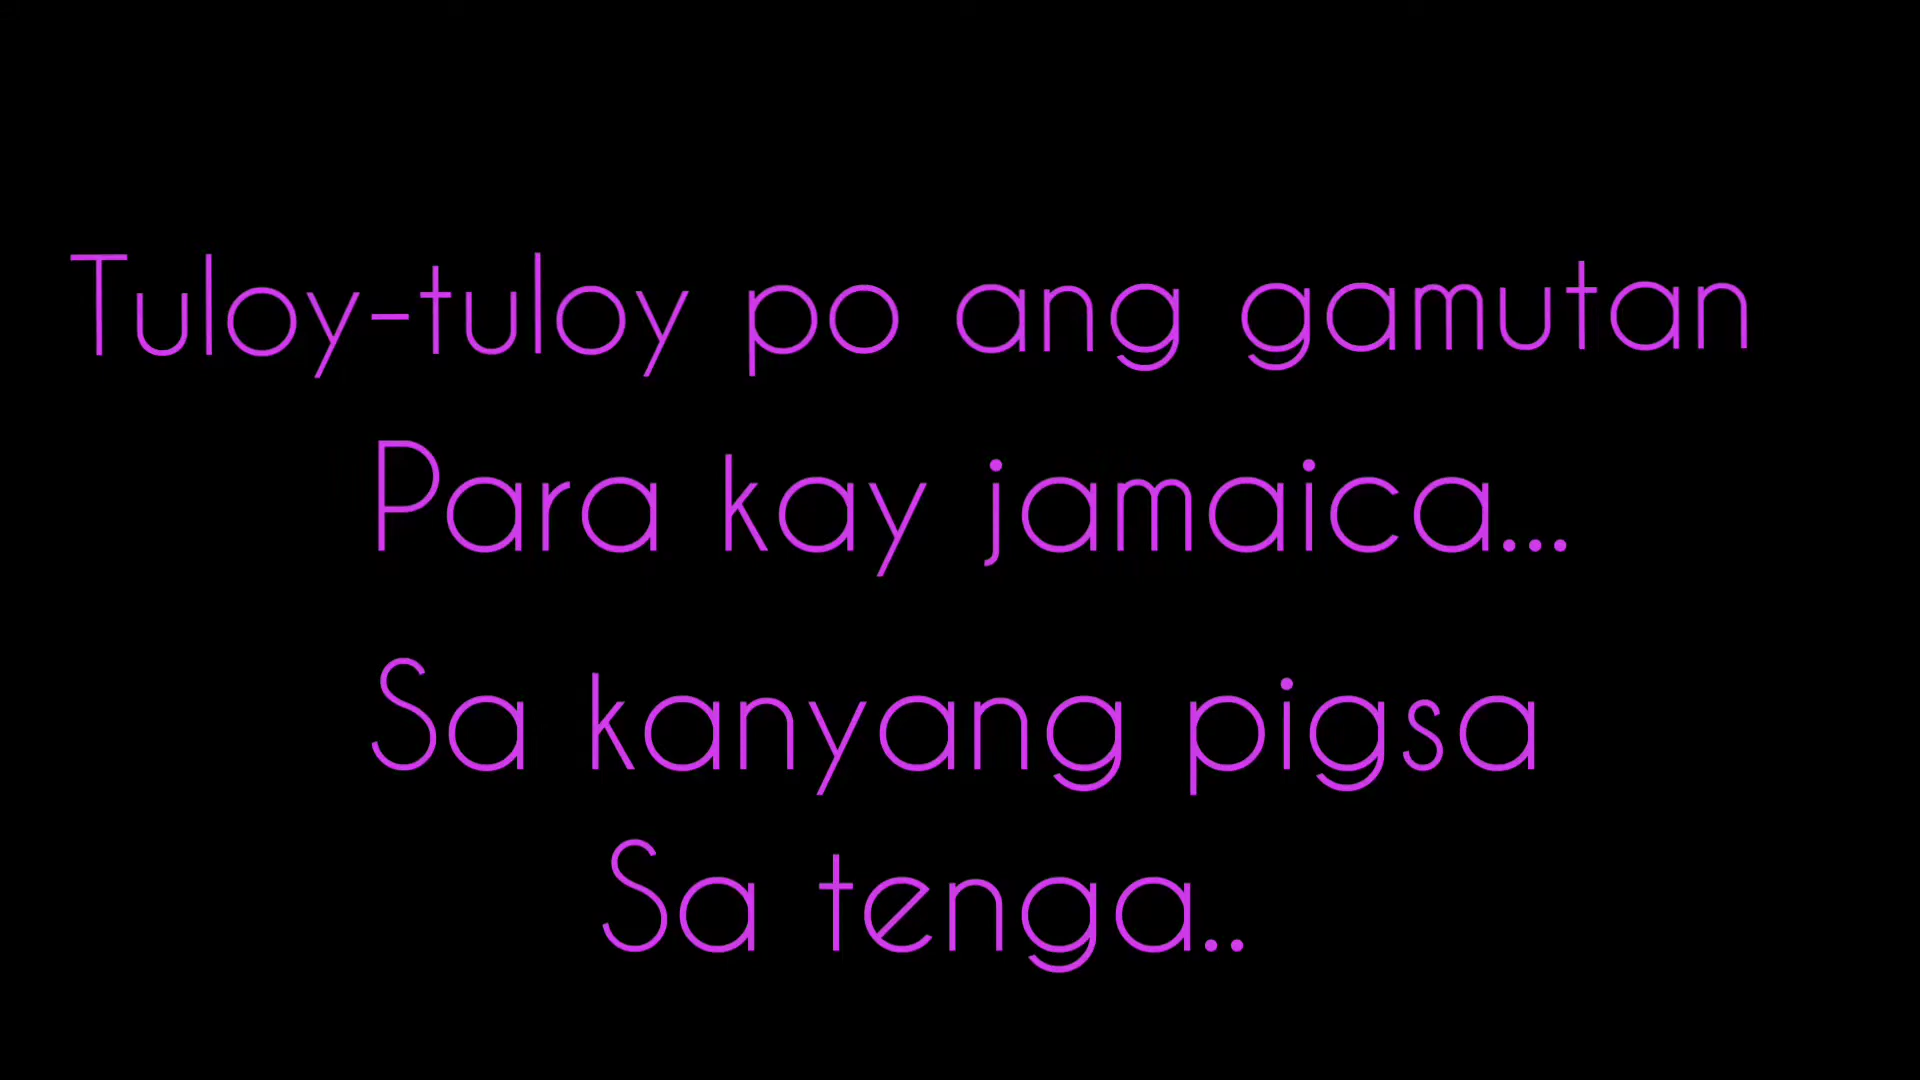 Tuloy-tuloy po ang gamutan
Para kay jamaica...
Sa kanyang pigsa
Sa tenga..